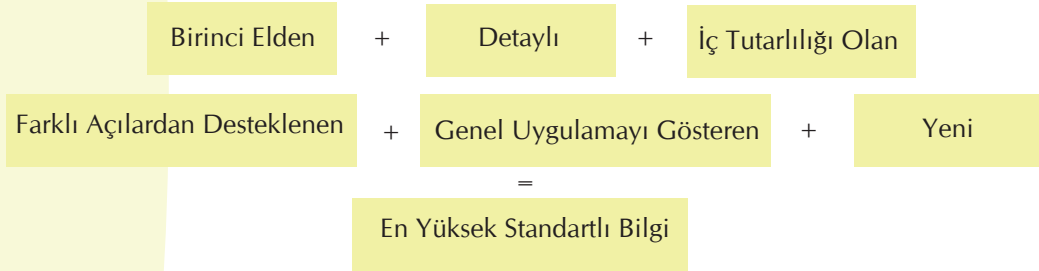 Birinci Elden + Detaylı + İç Tutarlılığı Olan
Farklı Açılardan Desteklenen + Genel Uygulamayı Gösteren + Yeni
=
En Yüksek Standartlı Bilgi